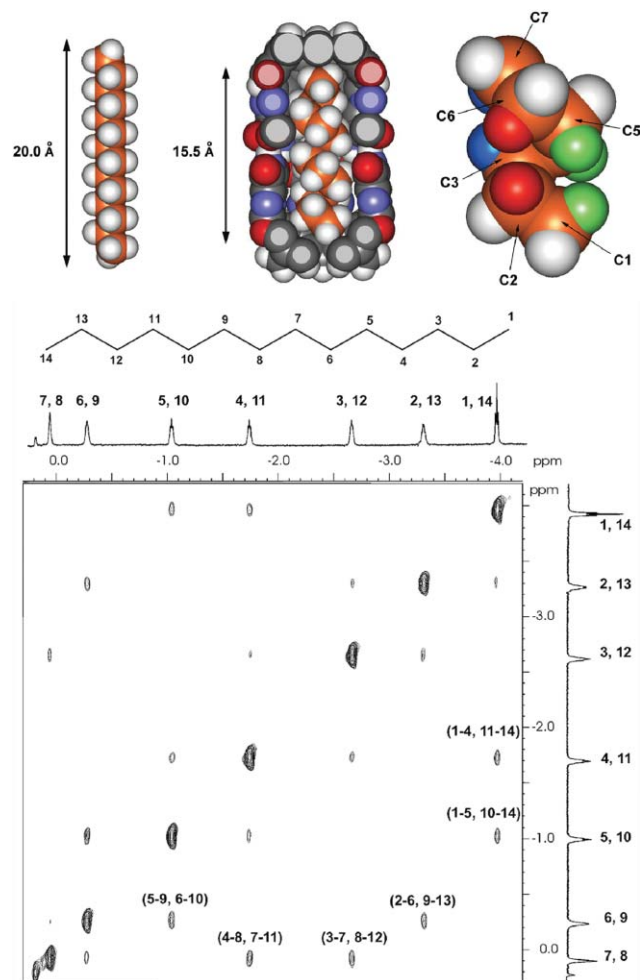 20.0 Å
15.5 Å
C7
C6
C5
C3
C2
C1
13 11 9 7 5 3 1
14 12 10 8 6 4 2
7, 8 6, 9 5, 10 4, 11 3, 12 2, 13 1, 14
0.0 -1.0 -2.0 -3.0 -4.0 ppm
ppm
1, 14
2, 13
-3.0
3, 12
-2.0
(1-4, 11-14)
4, 11
(1-5, 10-14)
-1.0
5, 10
(5-9, 6-10) (2-6, 9-13)
6, 9
(4-8, 7-11) (3-7, 8-12)
0.0
7, 8